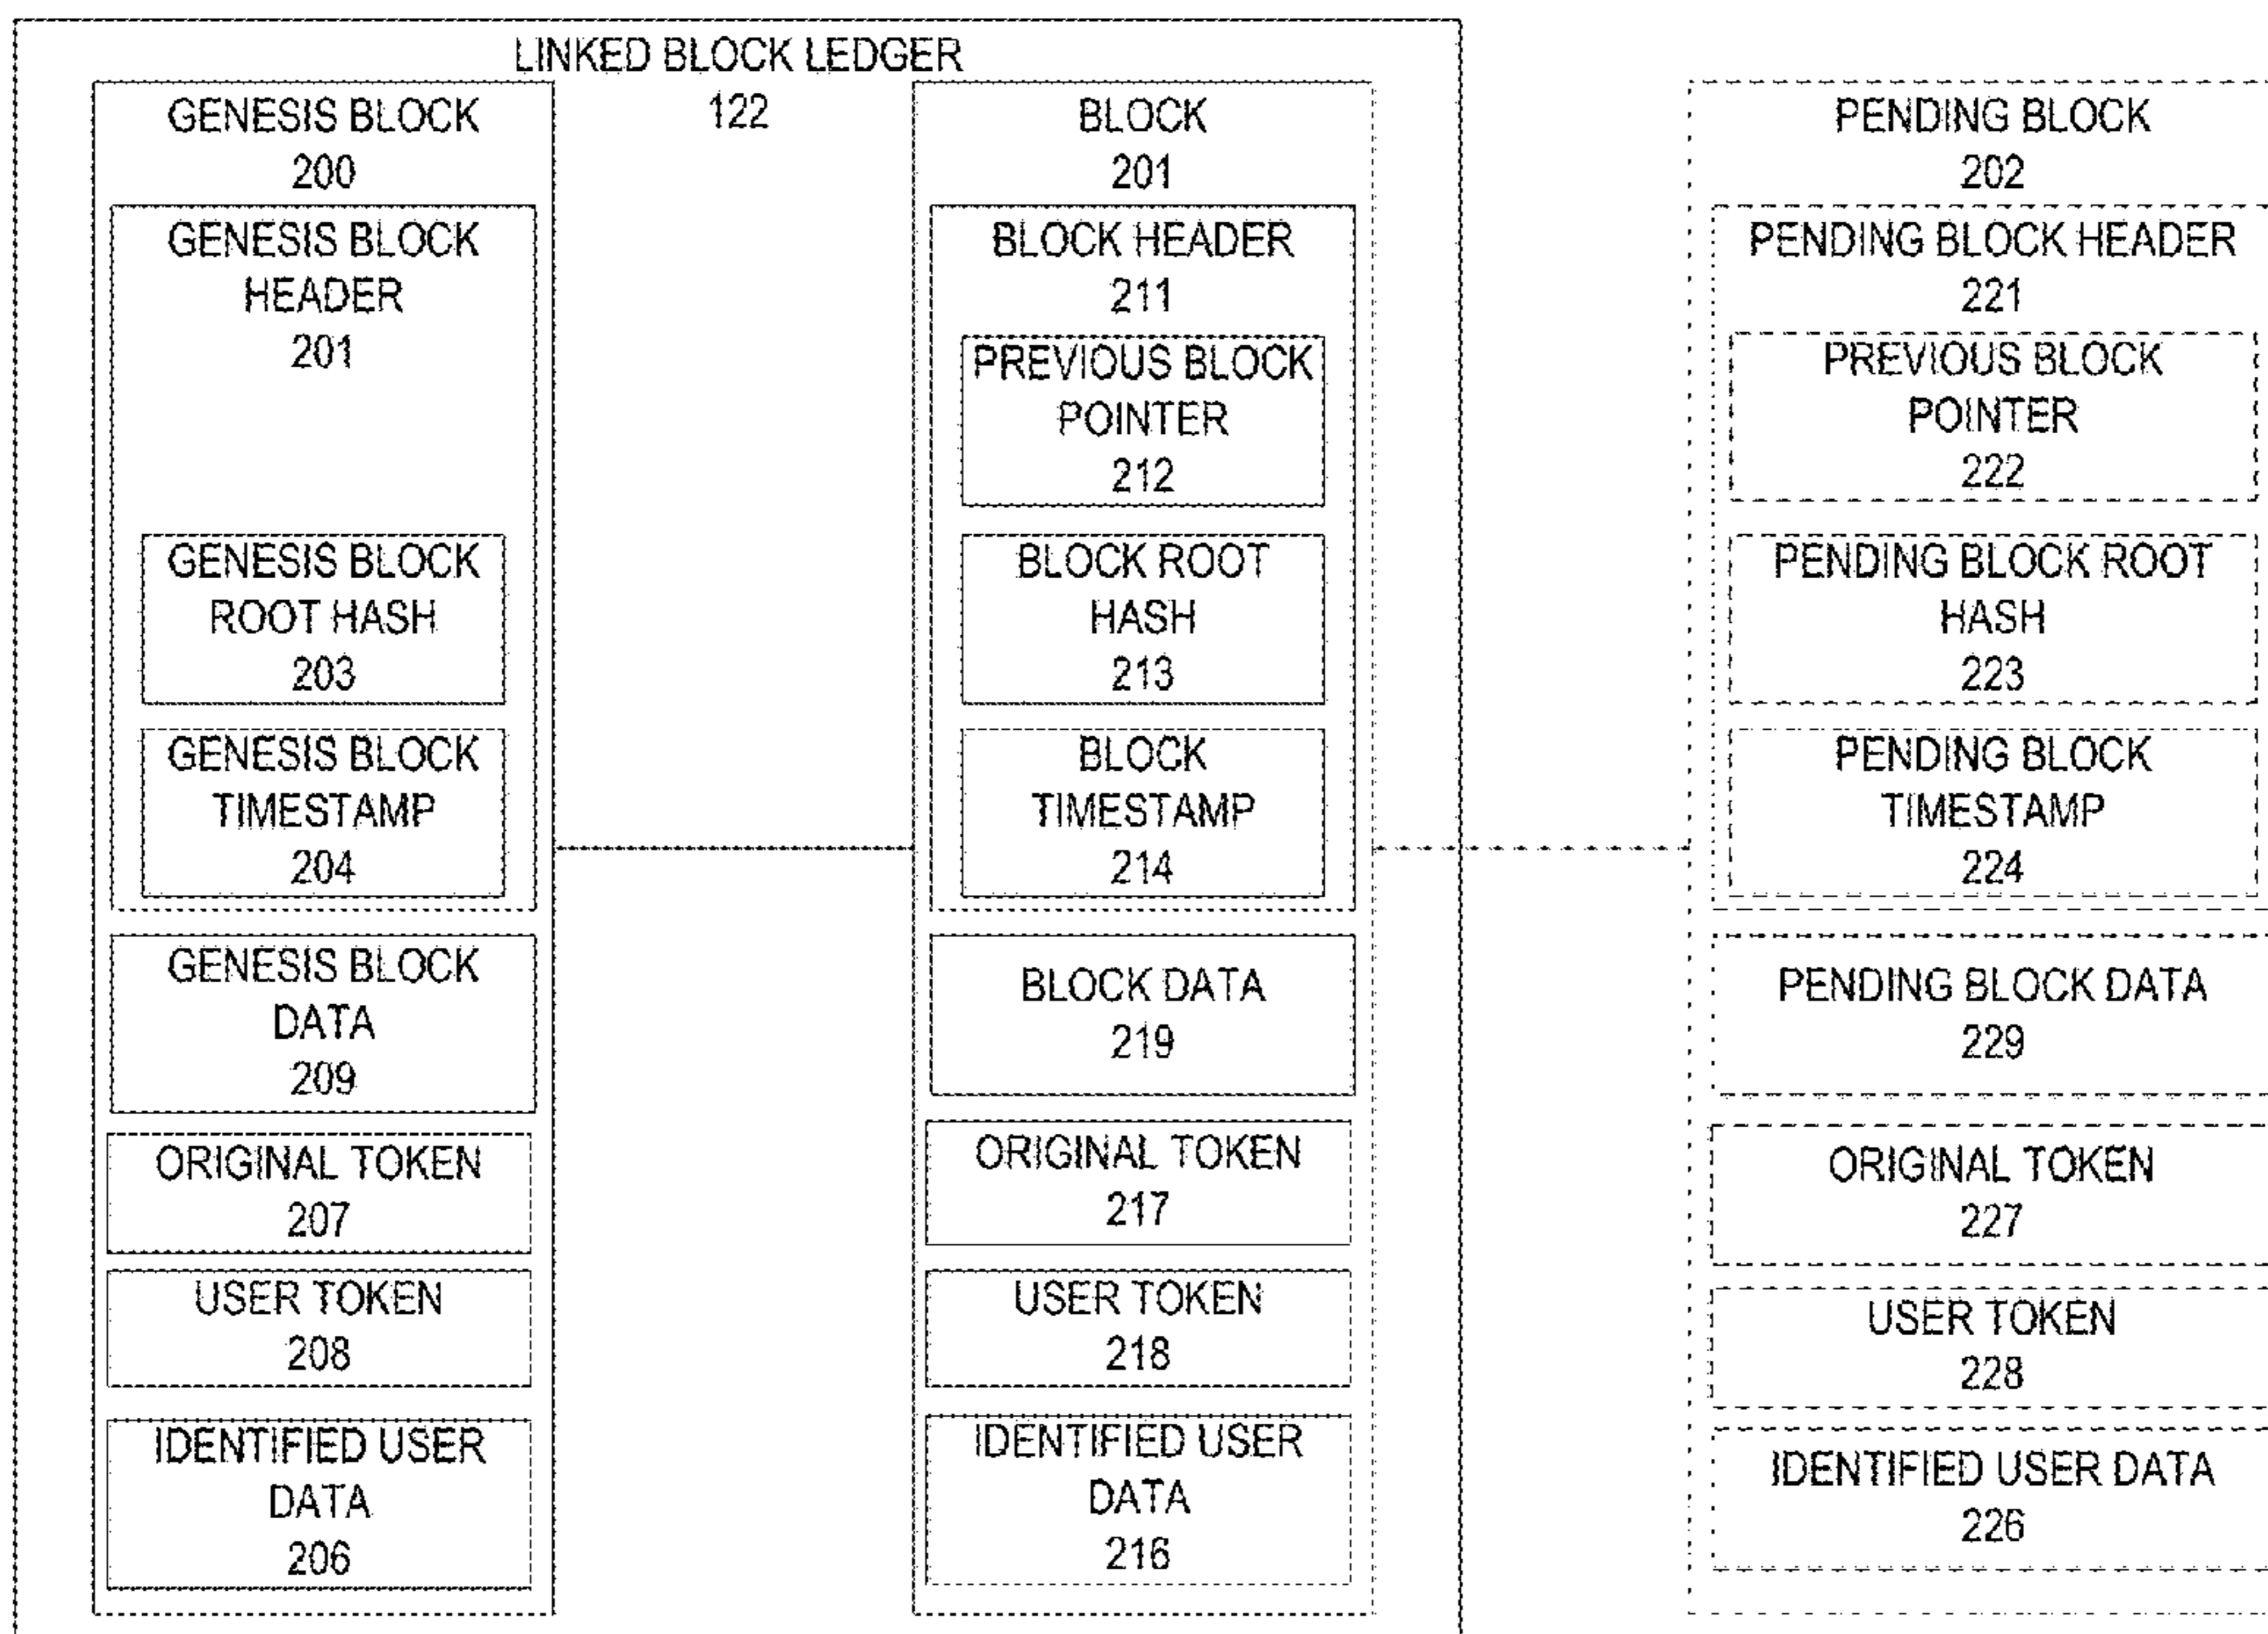 LINKED BLOCK LEDGER
122
GENESIS BLOCK
200
GENESIS BLOCK
HEADER
201
GENESIS BLOCK
ROOT HASH
203
GENESIS BLOCK
TIMESTAMP
204
GENESIS BLOCK
DATA
209
ORIGINAL TOKEN
207
USER TOKEN
208
IDENTIFIED USER
DATA
206
BLOCK
201
BLOCK HEADER
211
PREVIOUS BLOCK
POINTER
212
BLOCK ROOT
HASH
213
BLOCK
TIMESTAMP
214
BLOCK DATA
219
ORIGINAL TOKEN
217
USER TOKEN
218
IDENTIFIED USER
DATA
216
PENDING BLOCK
202
PENDING BLOCK HEADER
221
PREVIOUS BLOCK
POINTER
222
PENDING BLOCK ROOT
HASH
223
PENDING BLOCK
TIMESTAMP
224
PENDING BLOCK DATA
229
ORIGINAL TOKEN
227
USER TOKEN
228
IDENTIFIED USER DATA
226